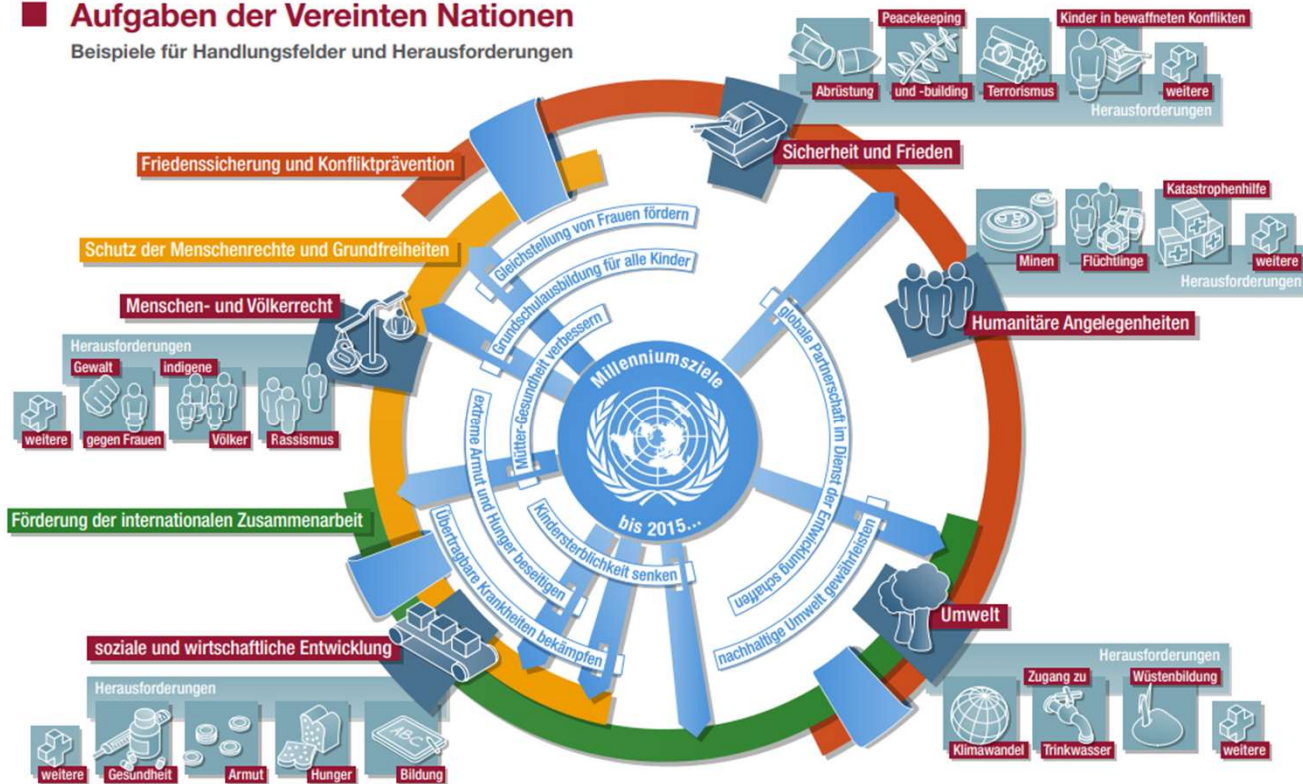 Aufgaben der Vereinten Nationen
Beispiele für Handlungsfelder und Herausforderungen
Peacekeeping
Kinder in bewaffneten Konflikten
Abrüstung
und -building
Terrorismus
weitere
Herausforderungen
Sicherheit und Frieden
Friedenssicherung und Konfliktprävention
Katastrophenhilfe
Minen
Flüchtlinge
weitere
Herausforderungen
Humanitäre Angelegenheiten
Schutz der Menschenrechte und Grundfreiheiten
Menschen- und Völkerrecht
Herausforderungen
Gewalt
indigene
weitere
gegen Frauen
Völker
Rassismus
Gleichstellung von Frauen fördern
Grundschulausbildung für alle Kinder
Mütter-Gesundheit verbessern
extreme Armut und Hunger beseitigen
Übertragbare Krankheiten bekämpfen
Kindersterblichkeit senken
globale Partnerschaft im Dienst der Entwicklung schaffen
nachhaltige Umwelt gewährleisten
Millenniumsziele
bis 2015...
Förderung der internationalen Zusammenarbeit
Umwelt
Herausforderungen
Zugang zu
Wüstenbildung
Klimawandel
Trinkwasser
weitere
soziale und wirtschaftliche Entwicklung
Herausforderungen
ABC
weitere
Gesundheit
Armut
Hunger
Bildung